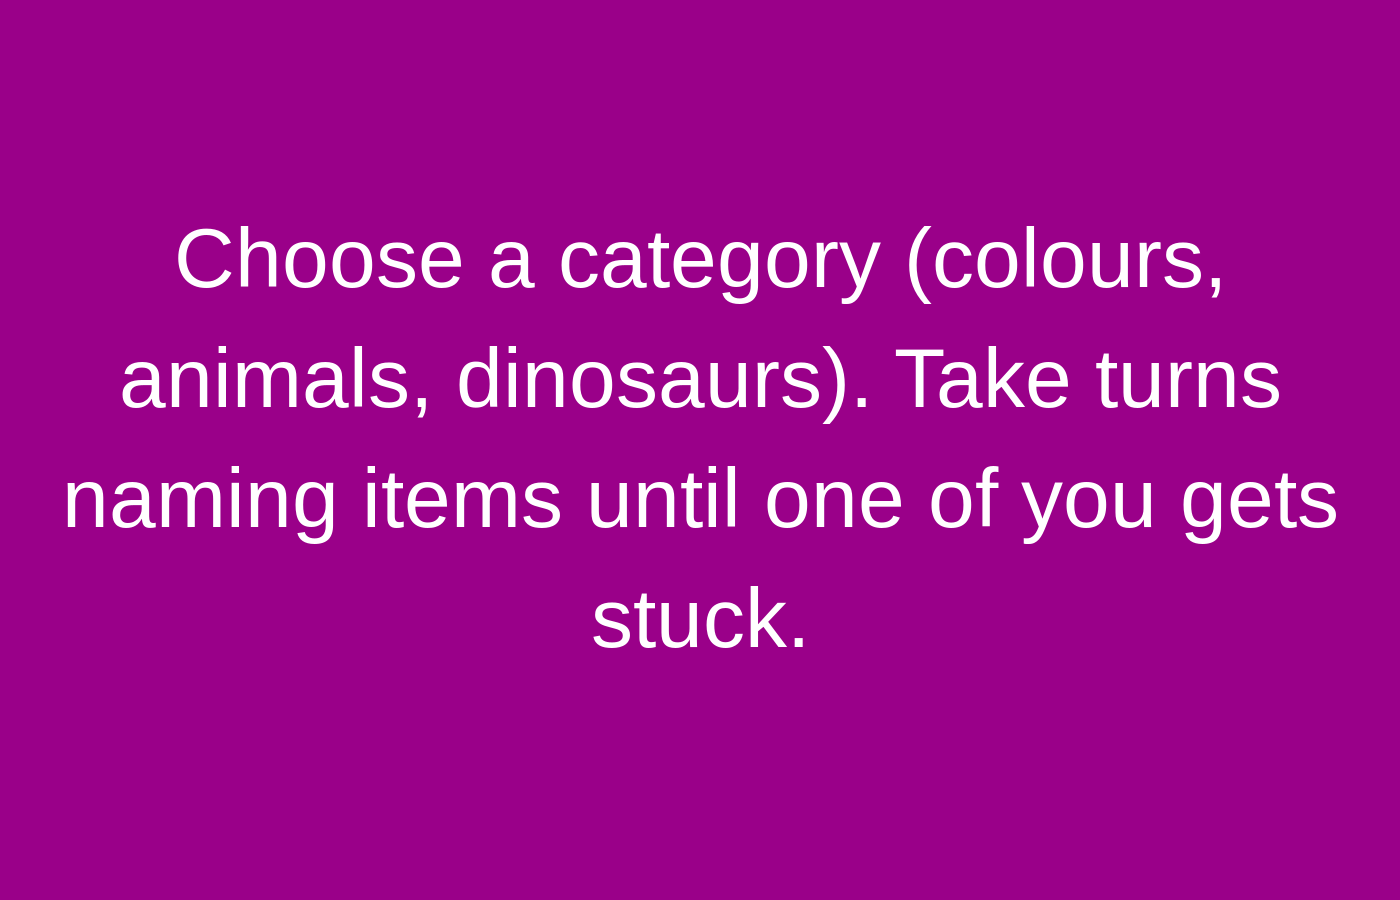 Choose a category (colours,
animals, dinosaurs). Take turns
naming items until one of you gets
stuck.